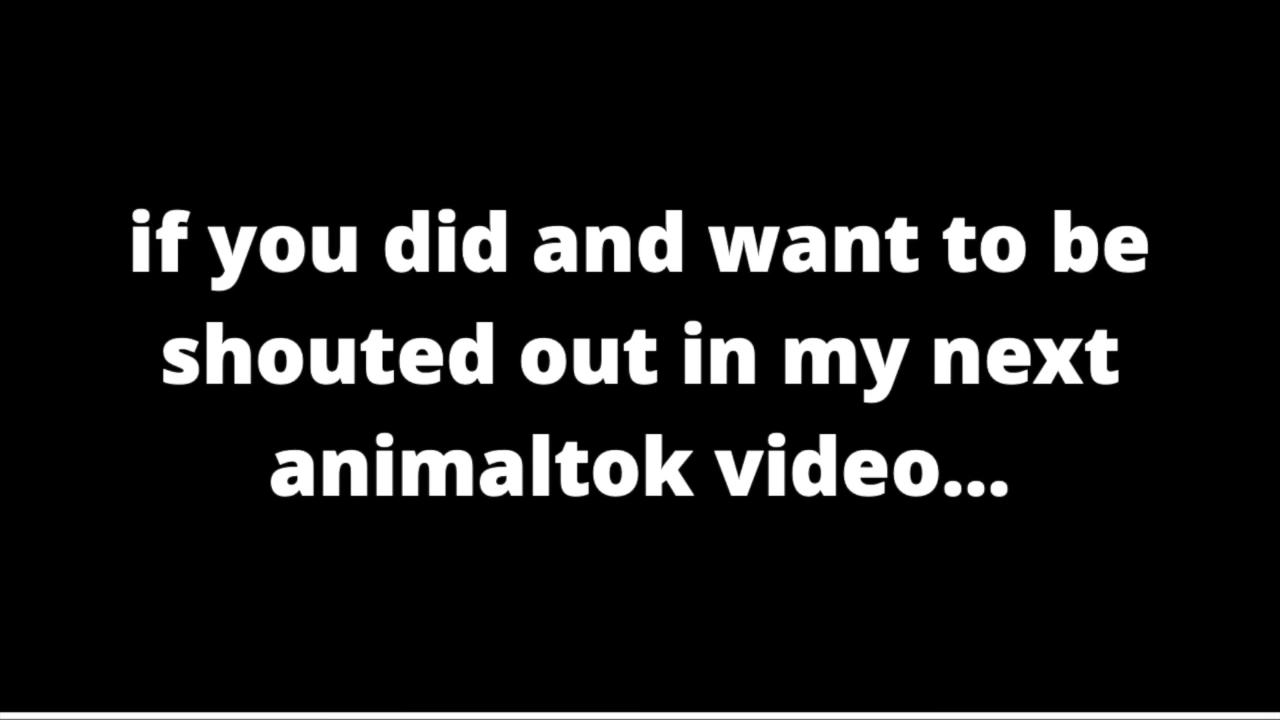 if you did and want to be
shouted out in my next
animaltok video...